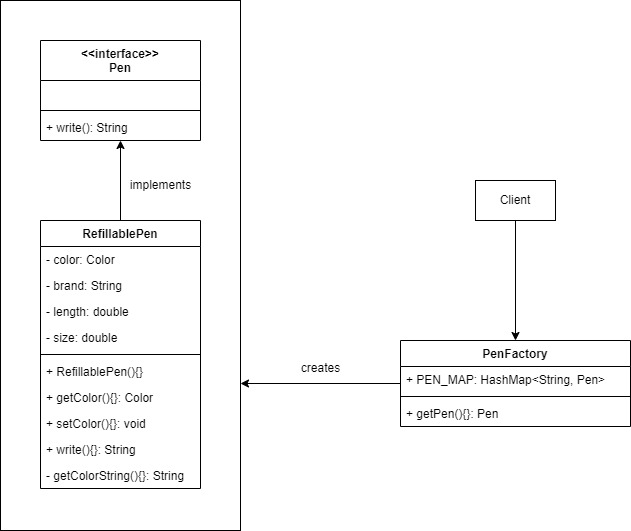 <<interface>>
Pen
+ write(): String
implements
RefillablePen
- color: Color
- brand: String
- length: double
- size: double
+ RefillablePen(){}
+ getColor(){}: Color
+ setColor(){}: void
+ write(){}: String
- getColorString(){}: String
creates
Client
PenFactory
+ PEN_MAP: HashMap<String, Pen>
+ getPen(){}: Pen